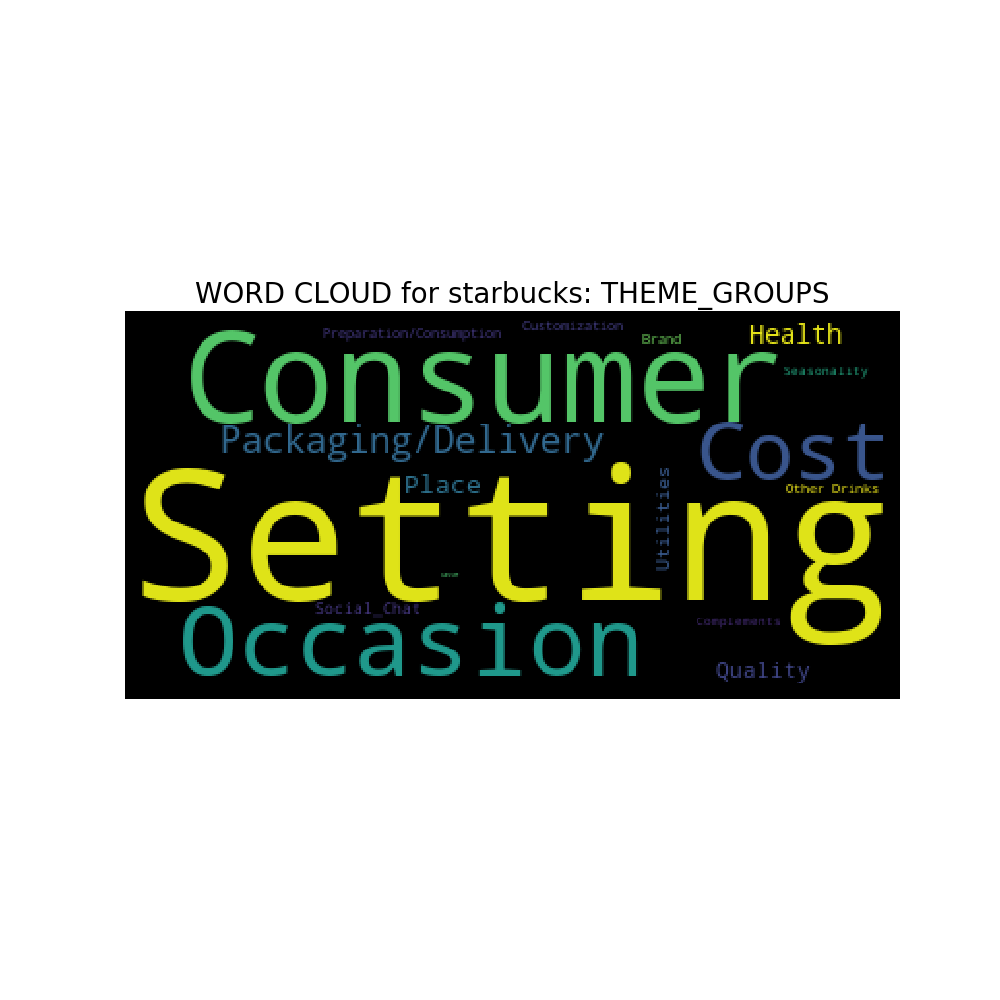 WORD CLOUD for starbucks: THEME_GROUPS
Preparation/Consumption
Customization
Brand
Health
Consumer
Seasonality
Packaging/Delivery
Cost
Place
Utilities
Other Drinks
Setting
Social_Chat
Occasion
Complements
Quality